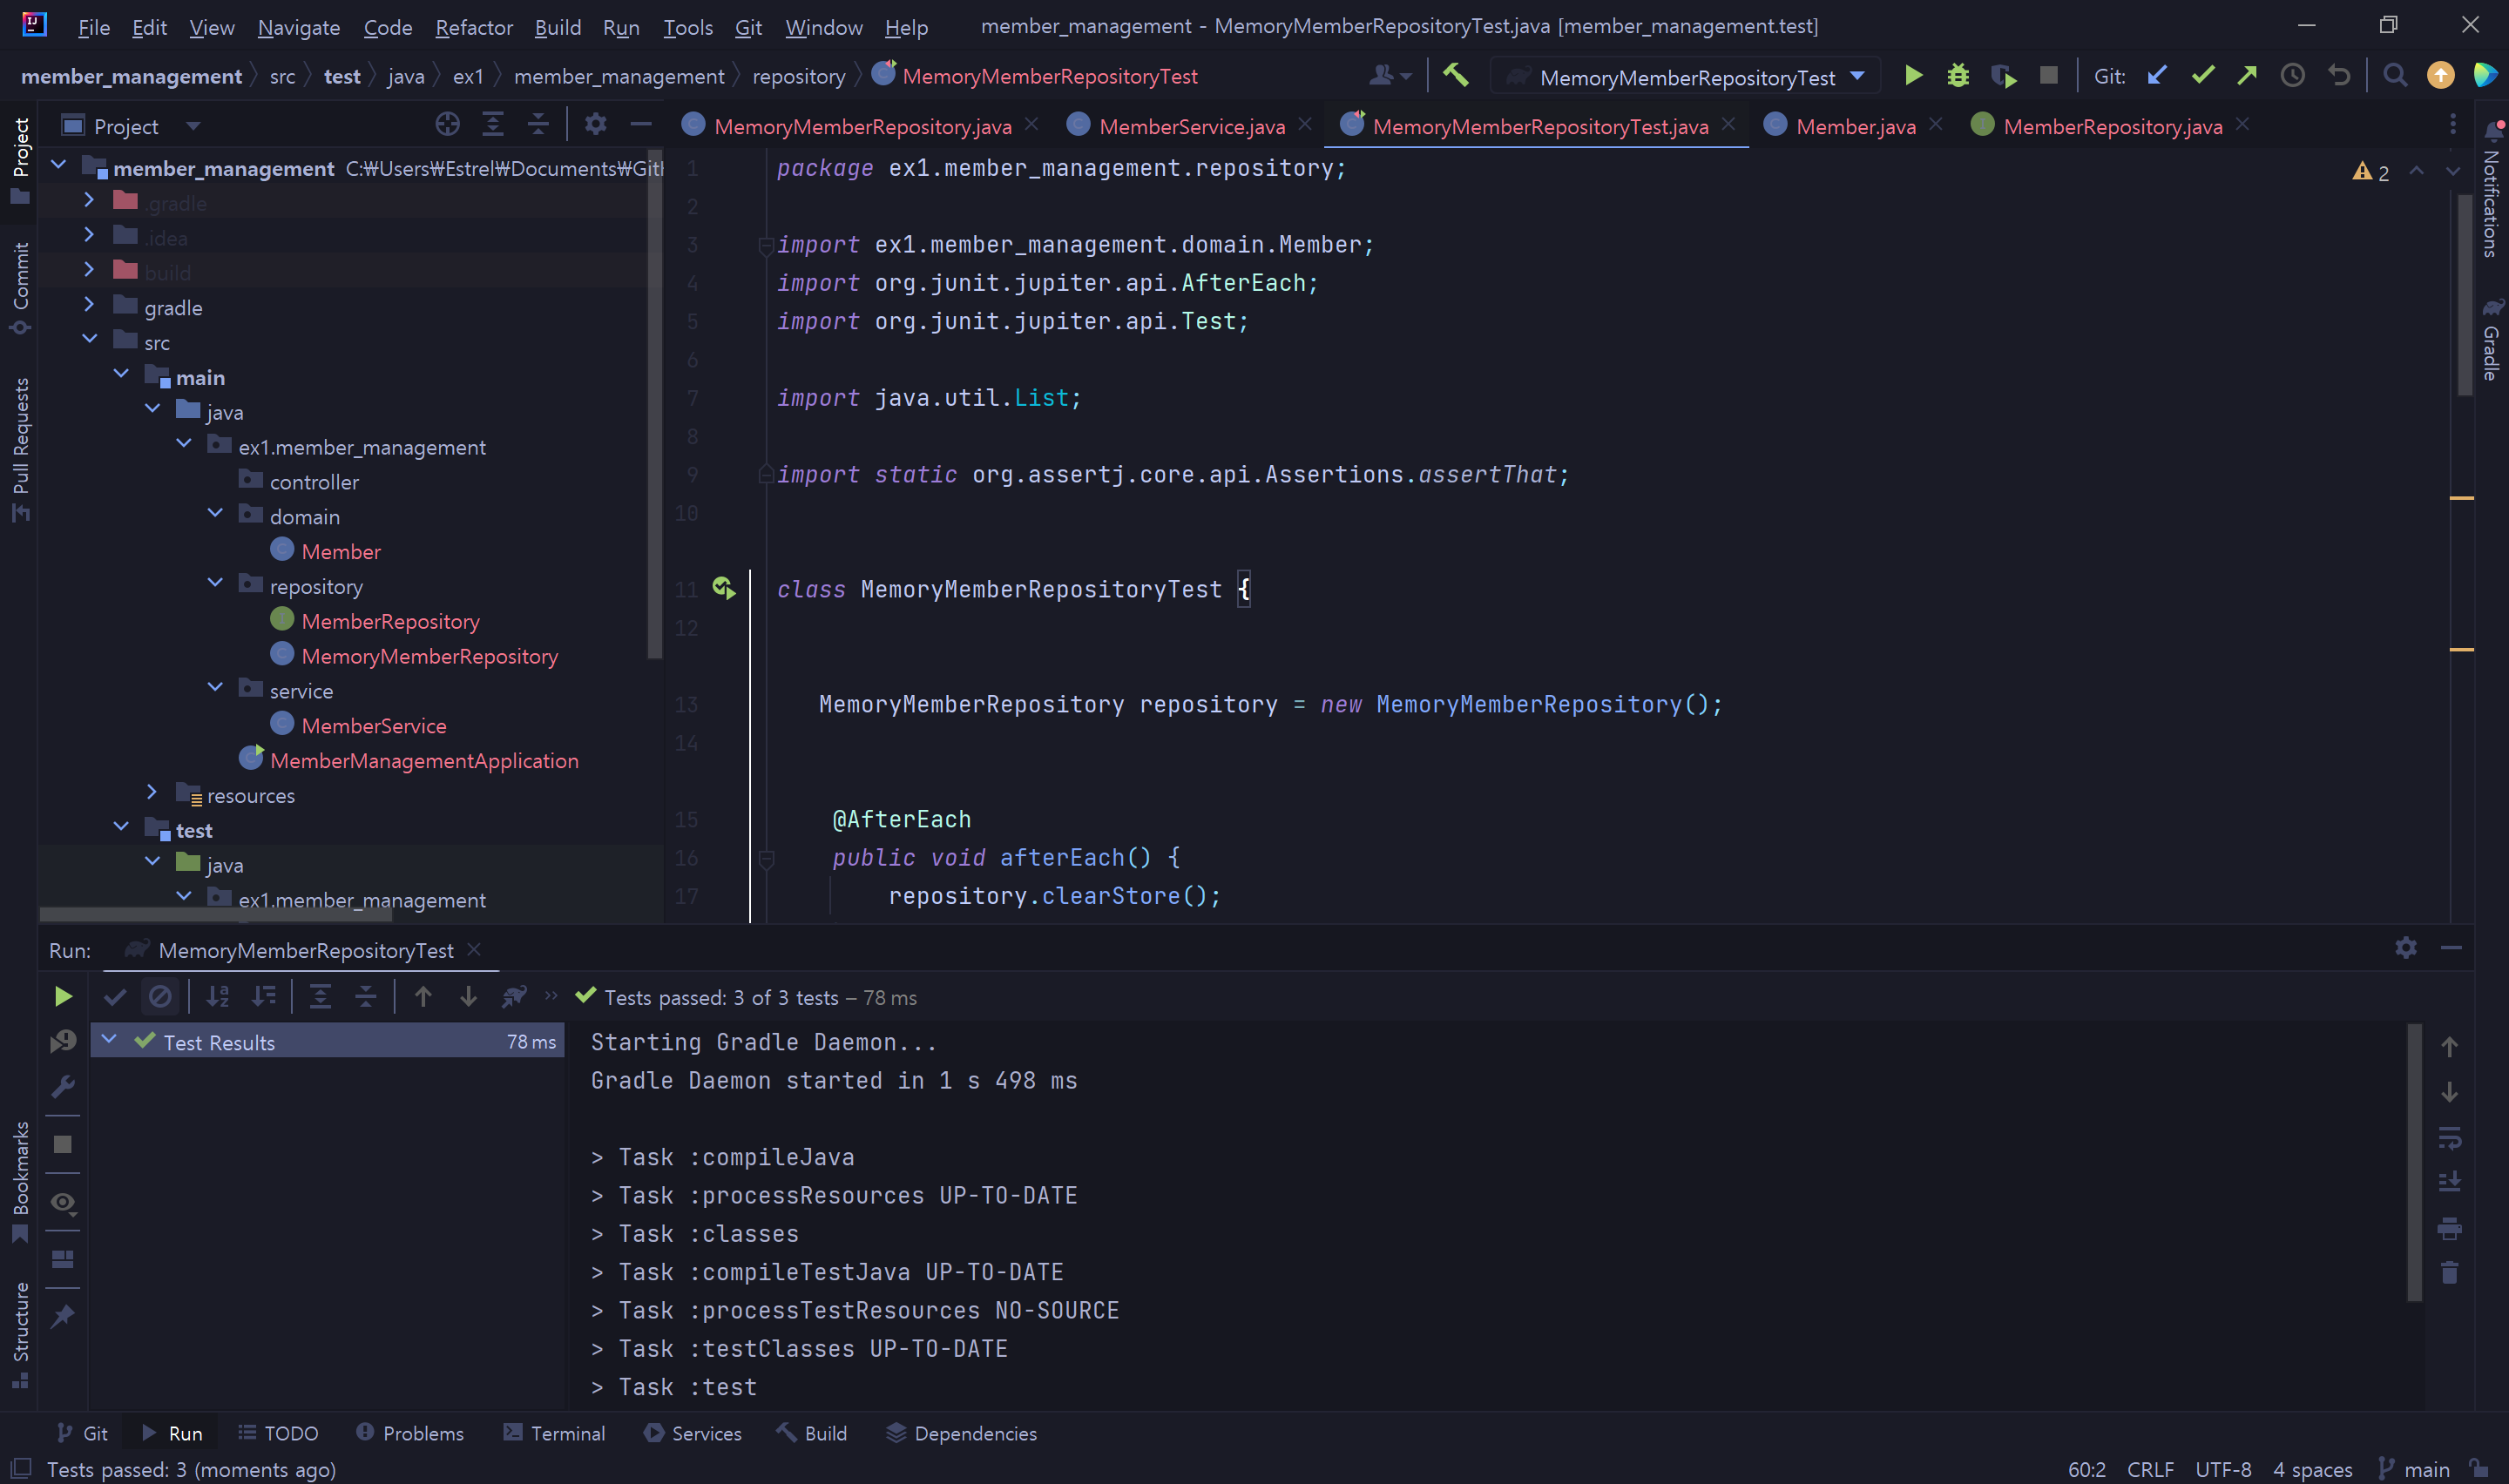 File Edit View Navigate Code Refactor Build Run Tools Git Window Help member_management - MemoryMemberRepositoryTest.java [member_management.test]
member_management src test java ex1 member_management repository MemoryMemberRepositoryTest MemoryMemberRepositoryTest Git:
Project
MemoryMemberRepository.java MemberService.java MemoryMemberRepositoryTest.java Member.java MemberRepository.java
Project
Commit
Pull Requests
Bookmarks
Structure
member_management C:₩Users₩Estrel₩Documents₩Git
.gradle
.idea
build
gradle
src
main
java
ex1.member_management
controller
domain
Member
repository
MemberRepository
MemoryMemberRepository
service
MemberService
MemberManagementApplication
resources
test
java
ex1.member_management
1 package ex1.member_management.repository;
2
3 import ex1.member_management.domain.Member;
4 import org.junit.jupiter.api.AfterEach;
5 import org.junit.jupiter.api.Test;
6
7 import java.util.List;
8
9 import static org.assertj.core.api.Assertions.assertThat;
10
11 class MemoryMemberRepositoryTest {
12
13 MemoryMemberRepository repository = new MemoryMemberRepository();
14
15 @AfterEach
16 public void afterEach() {
17 repository.clearStore();
2
Notifications
Gradle
Run: MemoryMemberRepositoryTest
Tests passed: 3 of 3 tests – 78 ms
Test Results 78 ms
Starting Gradle Daemon...
Gradle Daemon started in 1 s 498 ms
> Task :compileJava
> Task :processResources UP-TO-DATE
> Task :classes
> Task :compileTestJava UP-TO-DATE
> Task :processTestResources NO-SOURCE
> Task :testClasses UP-TO-DATE
> Task :test
Git Run TODO Problems Terminal Services Build Dependencies
Tests passed: 3 (moments ago) 60:2 CRLF UTF-8 4 spaces main